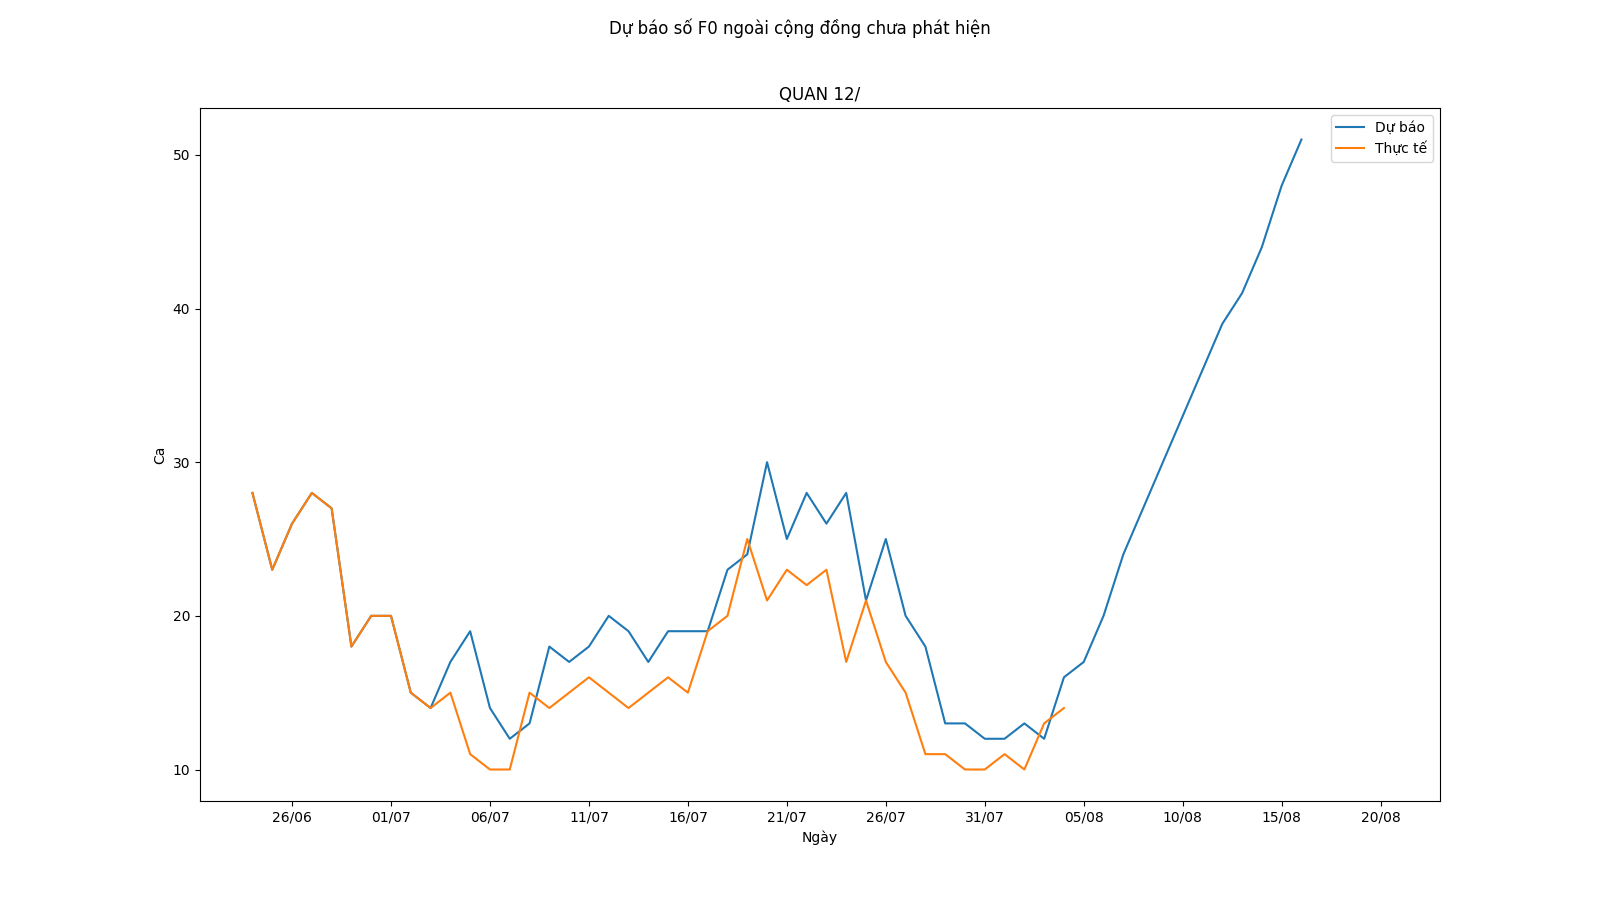 Dự báo số F0 ngoài cộng đồng chưa phát hiện
QUAN 12/
Dự báo
Thực tế
50
40
30
20
10
Ca
26/06 01/07 06/07 11/07 16/07 21/07 26/07 31/07 05/08 10/08 15/08 20/08
Ngày